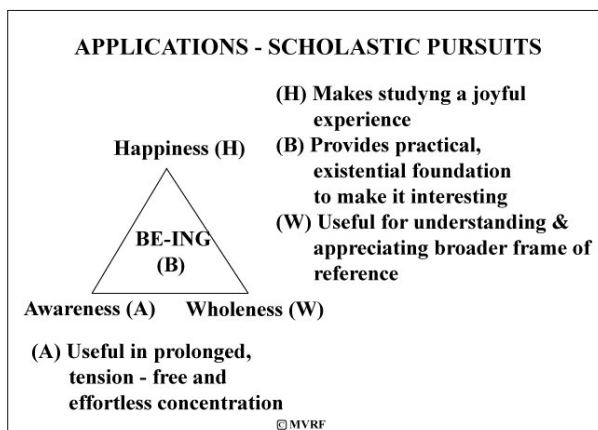 APPLICATIONS - SCHOLASTIC PURSUITS
(H) Makes studyng a joyful
experience
(B) Provides practical,
existential foundation
to make it interesting
(W) Useful for understanding &
appreciating broader frame of
reference
Happiness (H)
BE-ING
(B)
Awareness (A) Wholeness (W)
(A) Useful in prolonged,
tension - free and
effortless concentration
© MVRF